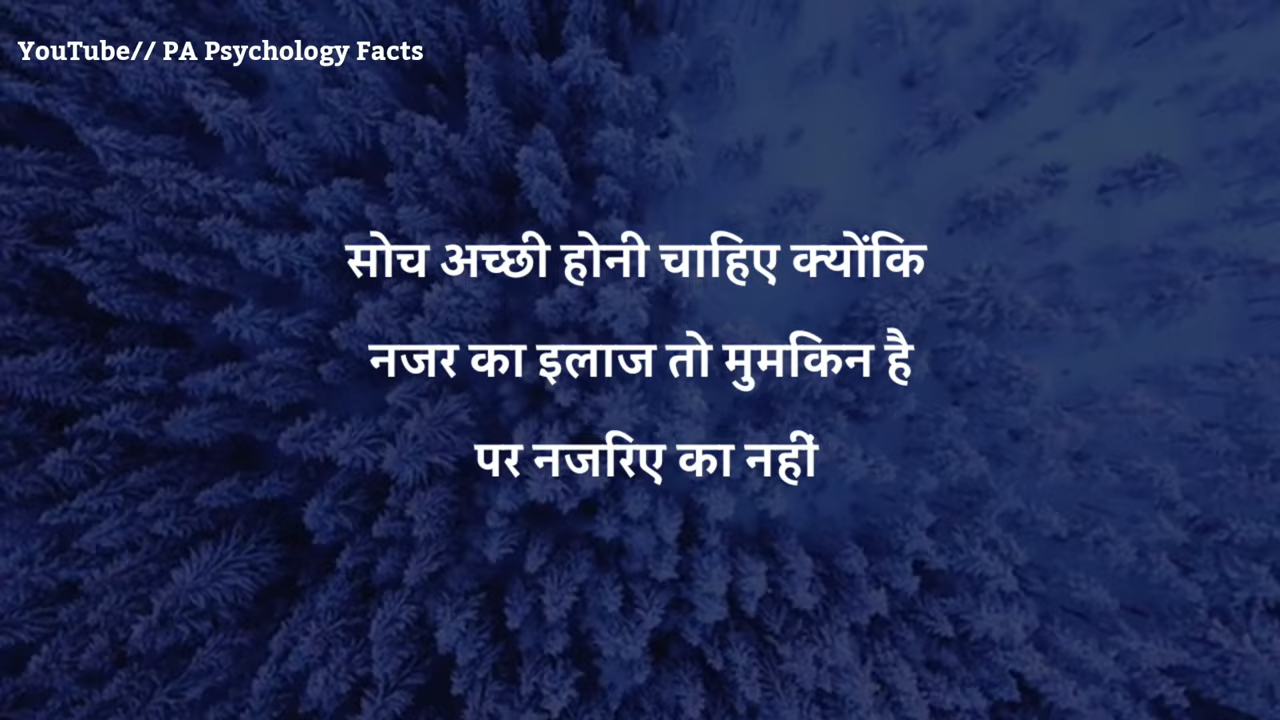 YouTube// PA Psychology Facts
सोच अच्छी होनी चाहिए क्योंकि
नजर का इलाज तो मुमकिन है
पर नजरिए का नहीं